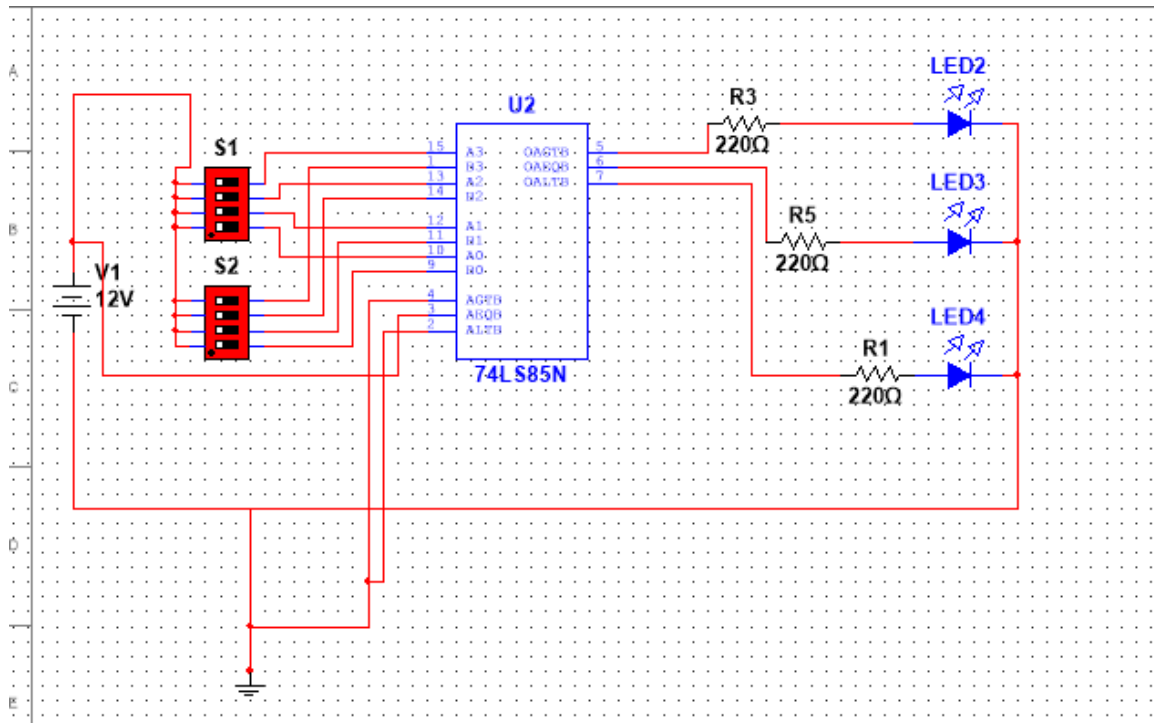 A
B
C
D
E
V1
12V
S1
S2
U2
15 A3
1 B3
13 A2
14 B2
12 A1
11 B1
10 A0
9 B0
4 AGTB
3 AEQB
2 ALTB
OAGTB 5
OAEQB 6
OALTB 7
74LS85N
R3
220Ω
R5
220Ω
R1
220Ω
LED2
LED3
LED4